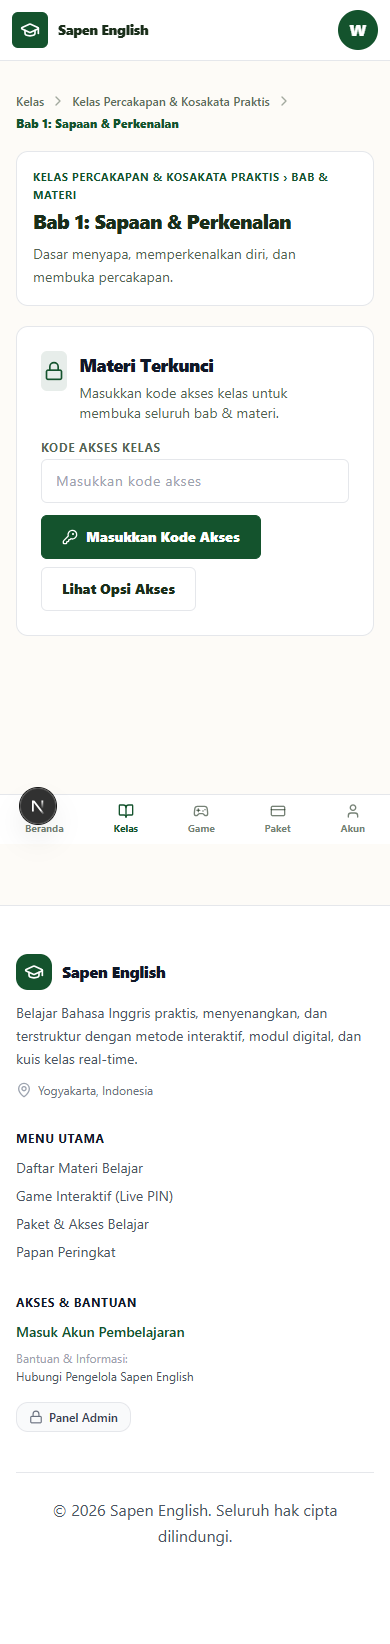 Sapen English
W
Kelas > Kelas Percakapan & Kosakata Praktis >
Bab 1: Sapaan & Perkenalan
KELAS PERCAKAPAN & KOSAKATA PRAKTIS › BAB &
MATERI
Bab 1: Sapaan & Perkenalan
Dasar menyapa, memperkenalkan diri, dan
membuka percakapan.
Materi Terkunci
Masukkan kode akses kelas untuk
membuka seluruh bab & materi.
KODE AKSES KELAS
Masukkan kode akses
Masukkan Kode Akses
Lihat Opsi Akses
N
Beranda
Kelas
Game
Paket
Akun
Sapen English
Belajar Bahasa Inggris praktis, menyenangkan, dan
terstruktur dengan metode interaktif, modul digital, dan
kuis kelas real-time.
Yogyakarta, Indonesia
MENU UTAMA
Daftar Materi Belajar
Game Interaktif (Live PIN)
Paket & Akses Belajar
Papan Peringkat
AKSES & BANTUAN
Masuk Akun Pembelajaran
Bantuan & Informasi:
Hubungi Pengelola Sapen English
Panel Admin
© 2026 Sapen English. Seluruh hak cipta
dilindungi.